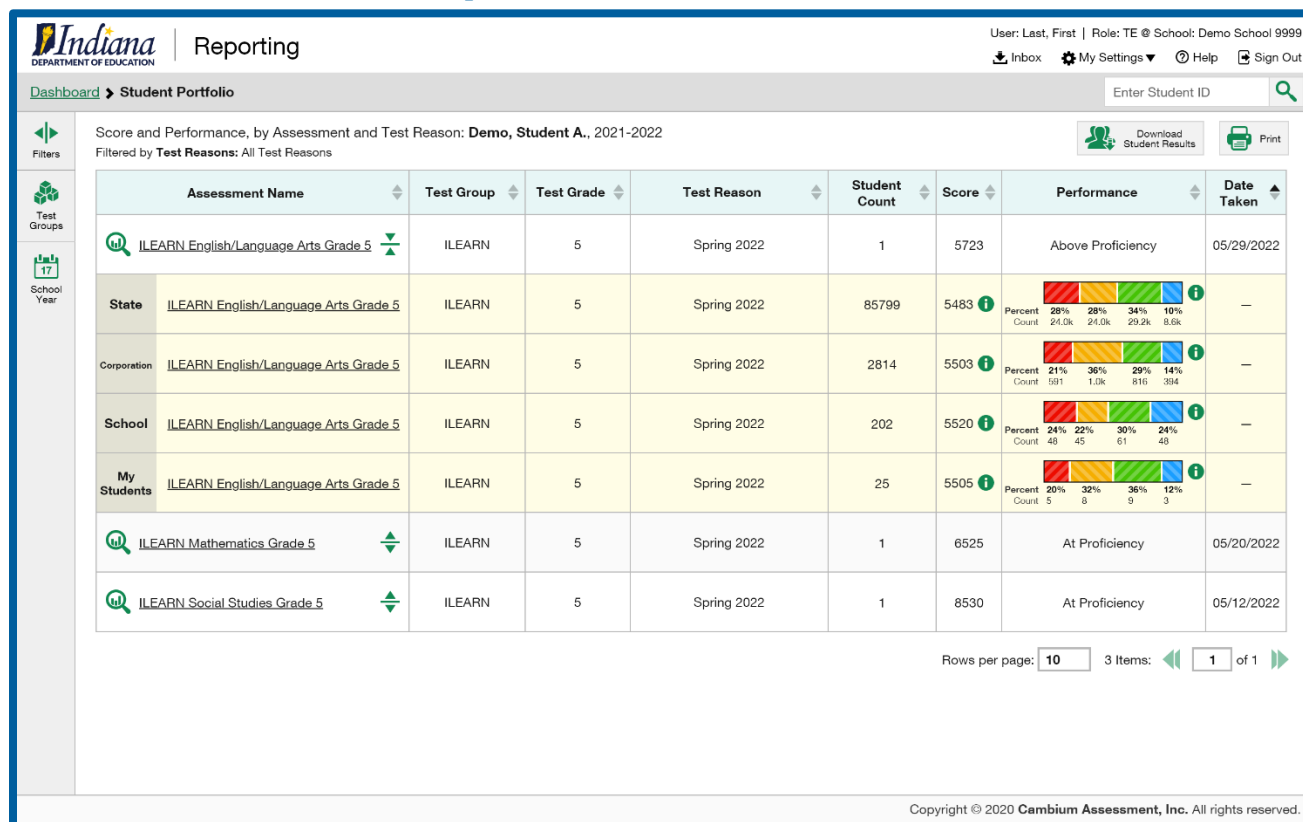 Indiana
DEPARTMENT OF EDUCATION
Reporting
User: Last, First | Role: TE @ School: Demo School 9999
Inbox My Settings ▼ Help Sign Out
Dashboard Student Portfolio
Enter Student ID
Filters
Test Groups
17
School Year
Score and Performance, by Assessment and Test Reason: Demo, Student A., 2021-2022
Filtered by Test Reasons: All Test Reasons
Download Student Results
Print
Assessment Name Test Group Test Grade Test Reason Student Count Score Performance Date Taken
ILEARN English/Language Arts Grade 5 ILEARN 5 Spring 2022 1 5723 Above Proficiency 05/29/2022
State ILEARN English/Language Arts Grade 5 ILEARN 5 Spring 2022 85799 5483 —
Percent 28% 28% 34% 10%
Count 24.0k 24.0k 29.2k 8.6k
Corporation ILEARN English/Language Arts Grade 5 ILEARN 5 Spring 2022 2814 5503 —
Percent 21% 36% 29% 14%
Count 591 1.0k 816 394
School ILEARN English/Language Arts Grade 5 ILEARN 5 Spring 2022 202 5520 —
Percent 24% 22% 30% 24%
Count 48 45 61 48
My Students ILEARN English/Language Arts Grade 5 ILEARN 5 Spring 2022 25 5505 —
Percent 20% 32% 36% 12%
Count 5 8 9 3
ILEARN Mathematics Grade 5 ILEARN 5 Spring 2022 1 6525 At Proficiency 05/20/2022
ILEARN Social Studies Grade 5 ILEARN 5 Spring 2022 1 8530 At Proficiency 05/12/2022
Rows per page: 10 3 Items: 1 of 1
Copyright © 2020 Cambium Assessment, Inc. All rights reserved.